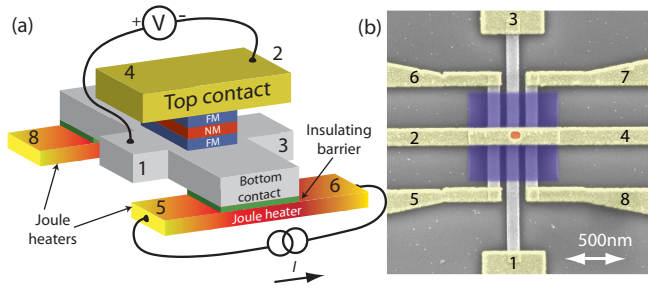 (a)
+ V -
4
2
Top contact
8
FM
NM
FM
Insulating
barrier
1
3
Bottom
contact
6
Joule
heaters
5
Joule heater
I
(b)
3
6
7
2
4
5
8
1
500nm